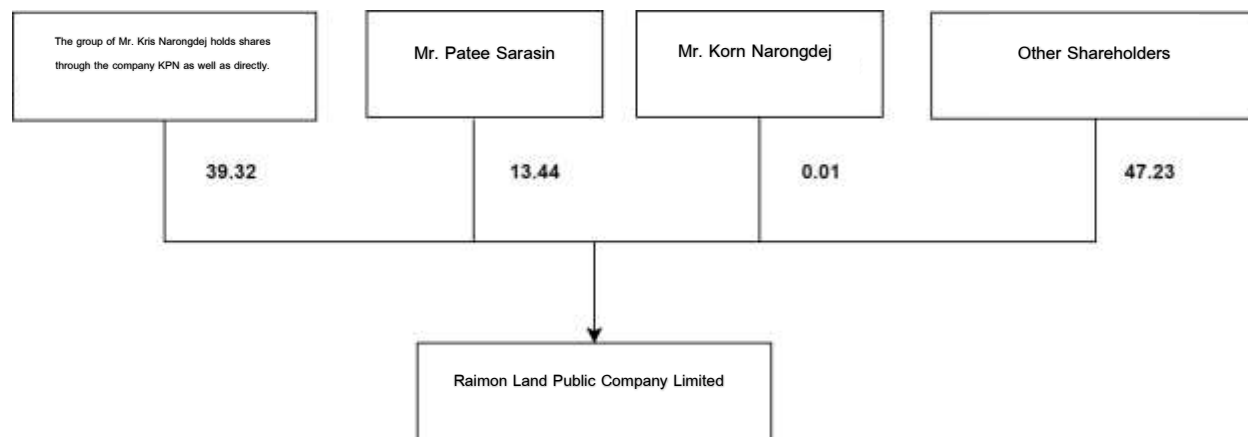 The group of Mr. Kris Narongdej holds shares
through the company KPN as well as directly.
Mr. Patee Sarasin
Mr. Korn Narongdej
Other Shareholders
39.32
13.44
0.01
47.23
Raimon Land Public Company Limited